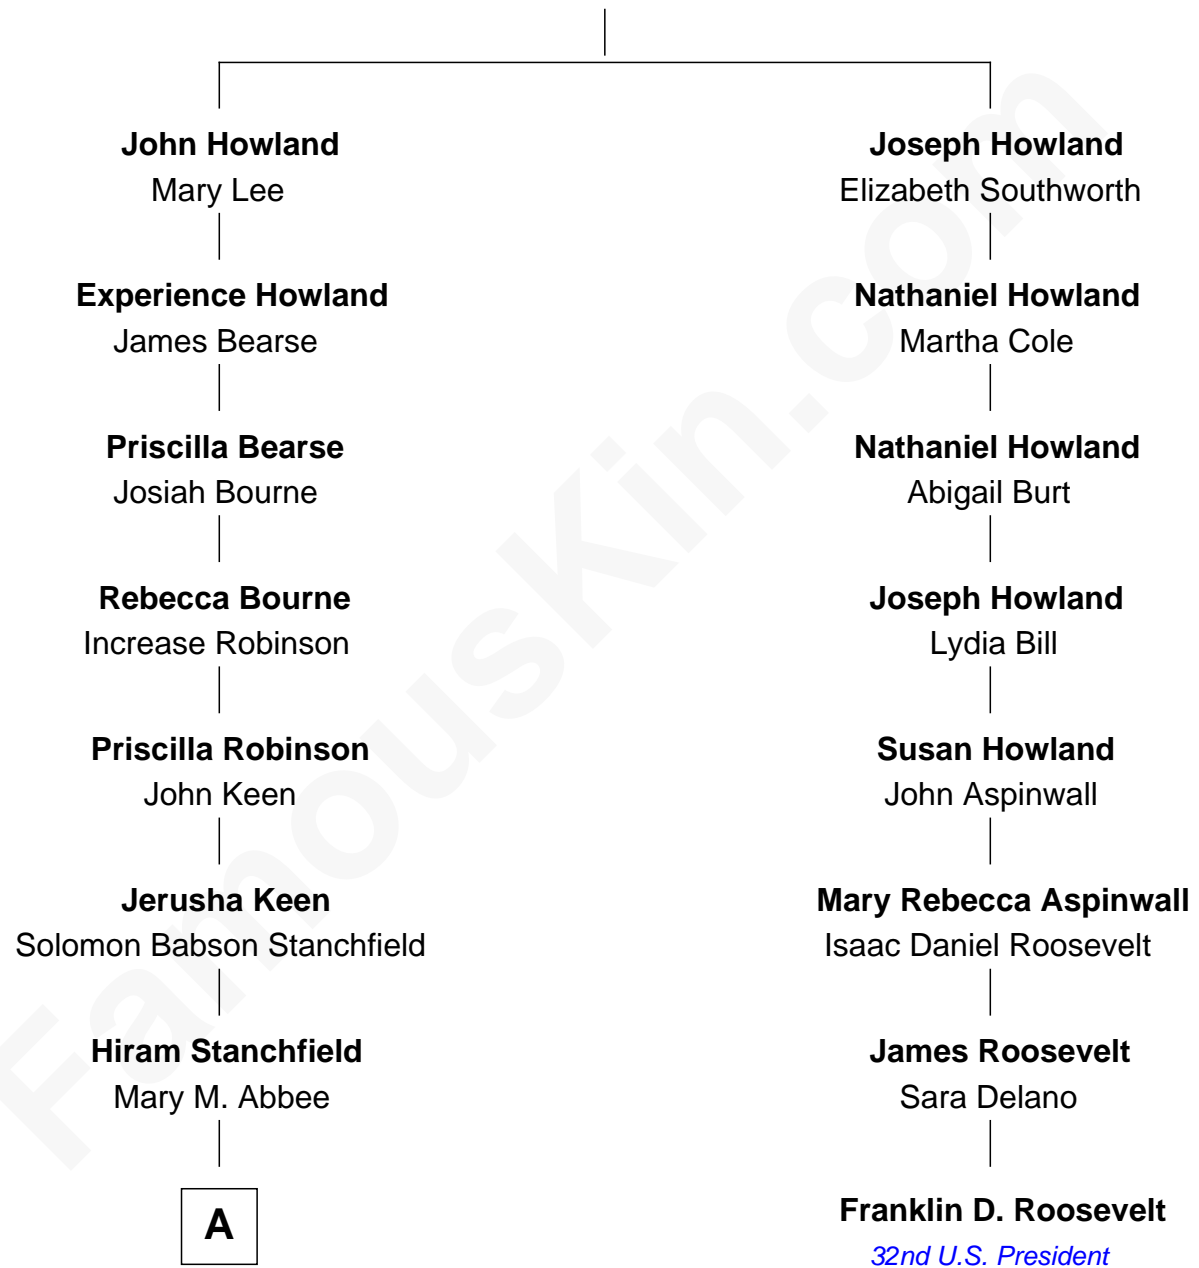 John Howland
Mary Lee
Experience Howland
James Bearse
Priscilla Bearse
Josiah Bourne
Rebecca Bourne
Increase Robinson
Priscilla Robinson
John Keen
Jerusha Keen
Solomon Babson Stanchfield
Hiram Stanchfield
Mary M. Abbee
A
Joseph Howland
Elizabeth Southworth
Nathaniel Howland
Martha Cole
Nathaniel Howland
Abigail Burt
Joseph Howland
Lydia Bill
Susan Howland
John Aspinwall
Mary Rebecca Aspinwall
Isaac Daniel Roosevelt
James Roosevelt
Sara Delano
Franklin D. Roosevelt
32nd U.S. President
FamousKin.com